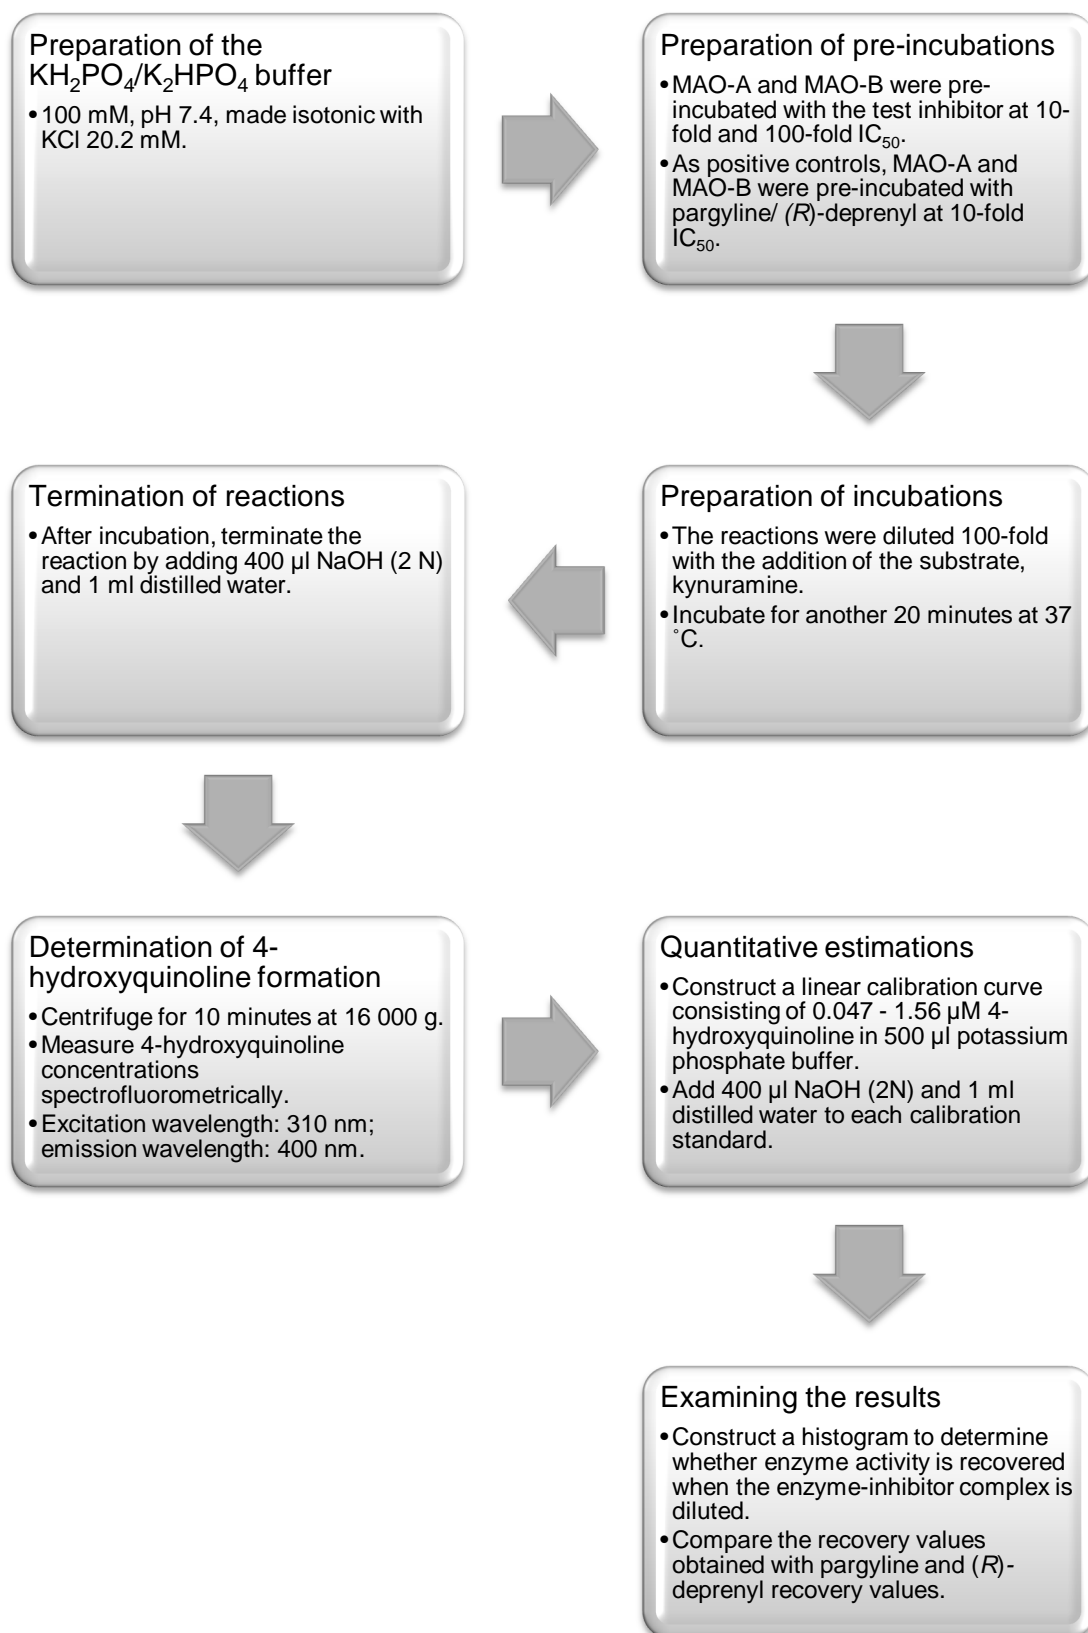 Preparation of the
KH₂PO₄/K₂HPO₄ buffer
• 100 mM, pH 7.4, made isotonic with
KCl 20.2 mM.
Preparation of pre-incubations
• MAO-A and MAO-B were pre-
incubated with the test inhibitor at 10-
fold and 100-fold IC₅₀.
• As positive controls, MAO-A and
MAO-B were pre-incubated with
pargyline/ (R)-deprenyl at 10-fold
IC₅₀.
Preparation of incubations
• The reactions were diluted 100-fold
with the addition of the substrate,
kynuramine.
• Incubate for another 20 minutes at 37
˚C.
Termination of reactions
• After incubation, terminate the
reaction by adding 400 µl NaOH (2 N)
and 1 ml distilled water.
Determination of 4-
hydroxyquinoline formation
• Centrifuge for 10 minutes at 16 000 g.
• Measure 4-hydroxyquinoline
concentrations
spectrofluorometrically.
• Excitation wavelength: 310 nm;
emission wavelength: 400 nm.
Quantitative estimations
• Construct a linear calibration curve
consisting of 0.047 - 1.56 µM 4-
hydroxyquinoline in 500 µl potassium
phosphate buffer.
• Add 400 µl NaOH (2N) and 1 ml
distilled water to each calibration
standard.
Examining the results
• Construct a histogram to determine
whether enzyme activity is recovered
when the enzyme-inhibitor complex is
diluted.
• Compare the recovery values
obtained with pargyline and (R)-
deprenyl recovery values.